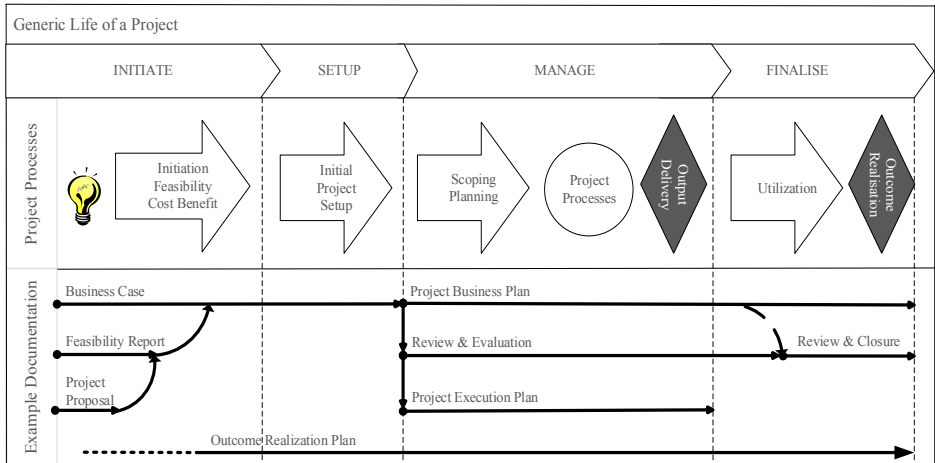 Generic Life of a Project
INITIATE
SETUP
MANAGE
FINALISE
Project Processes
Initiation
Feasibility
Cost Benefit
Initial
Project
Setup
Scoping
Planning
Project
Processes
Output
Delivery
Utilization
Outcome
Realisation
Example Documentation
Business Case
Project Business Plan
Feasibility Report
Review & Evaluation
Review & Closure
Project
Proposal
Project Execution Plan
Outcome Realization Plan